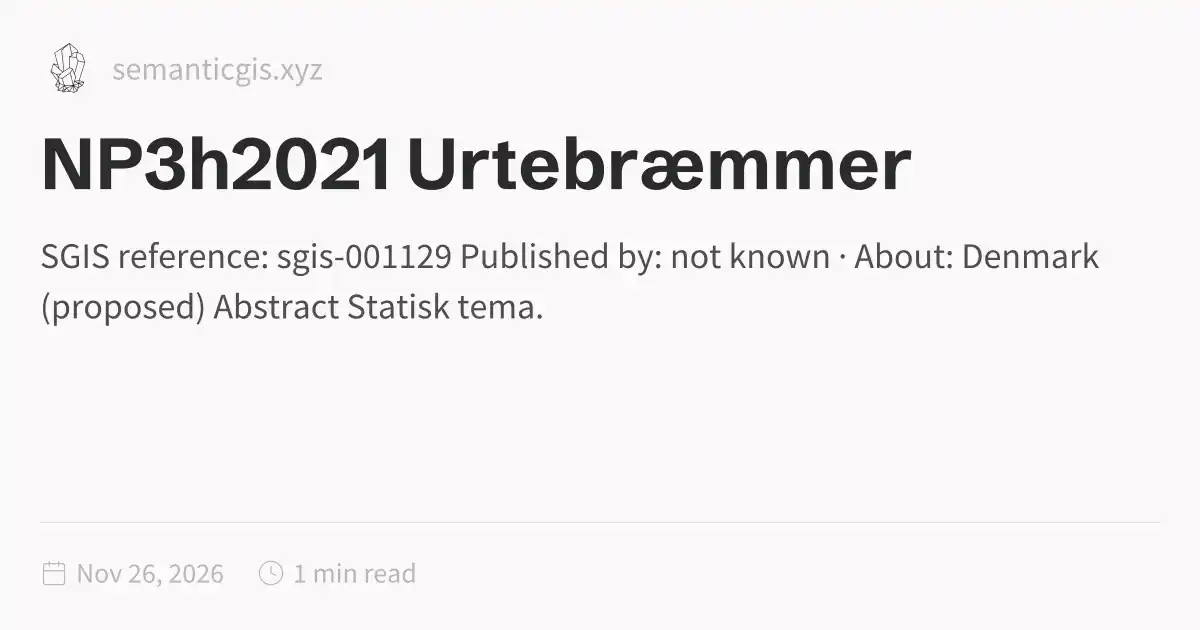 semanticgis.xyz
NP3h2021 Urtebræmmer
SGIS reference: sgis-001129 Published by: not known · About: Denmark
(proposed) Abstract Statisk tema.
Nov 26, 2026 1 min read